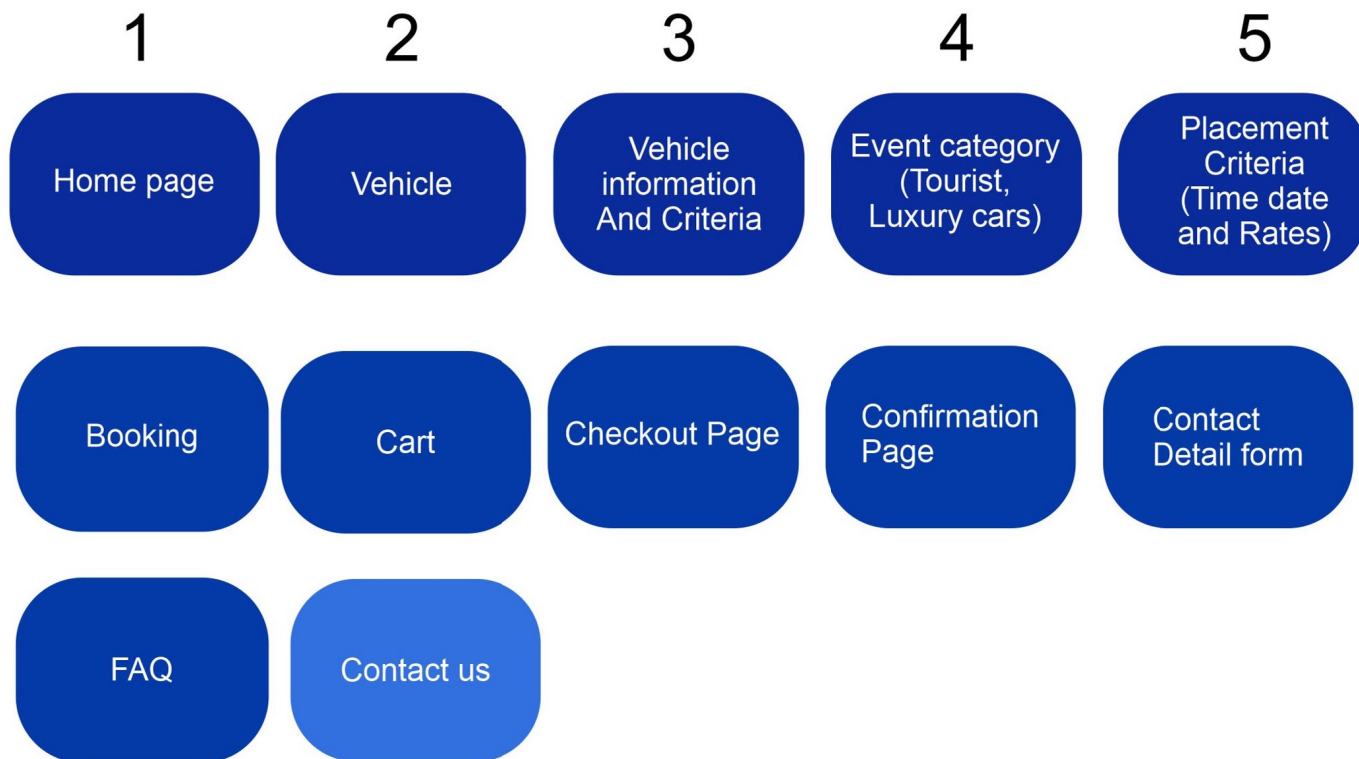 1
2
3
4
5
Home page
Vehicle
Vehicle
information
And Criteria
Event category
(Tourist,
Luxury cars)
Placement
Criteria
(Time date
and Rates)
Booking
Cart
Checkout Page
Confirmation
Page
Contact
Detail form
FAQ
Contact us